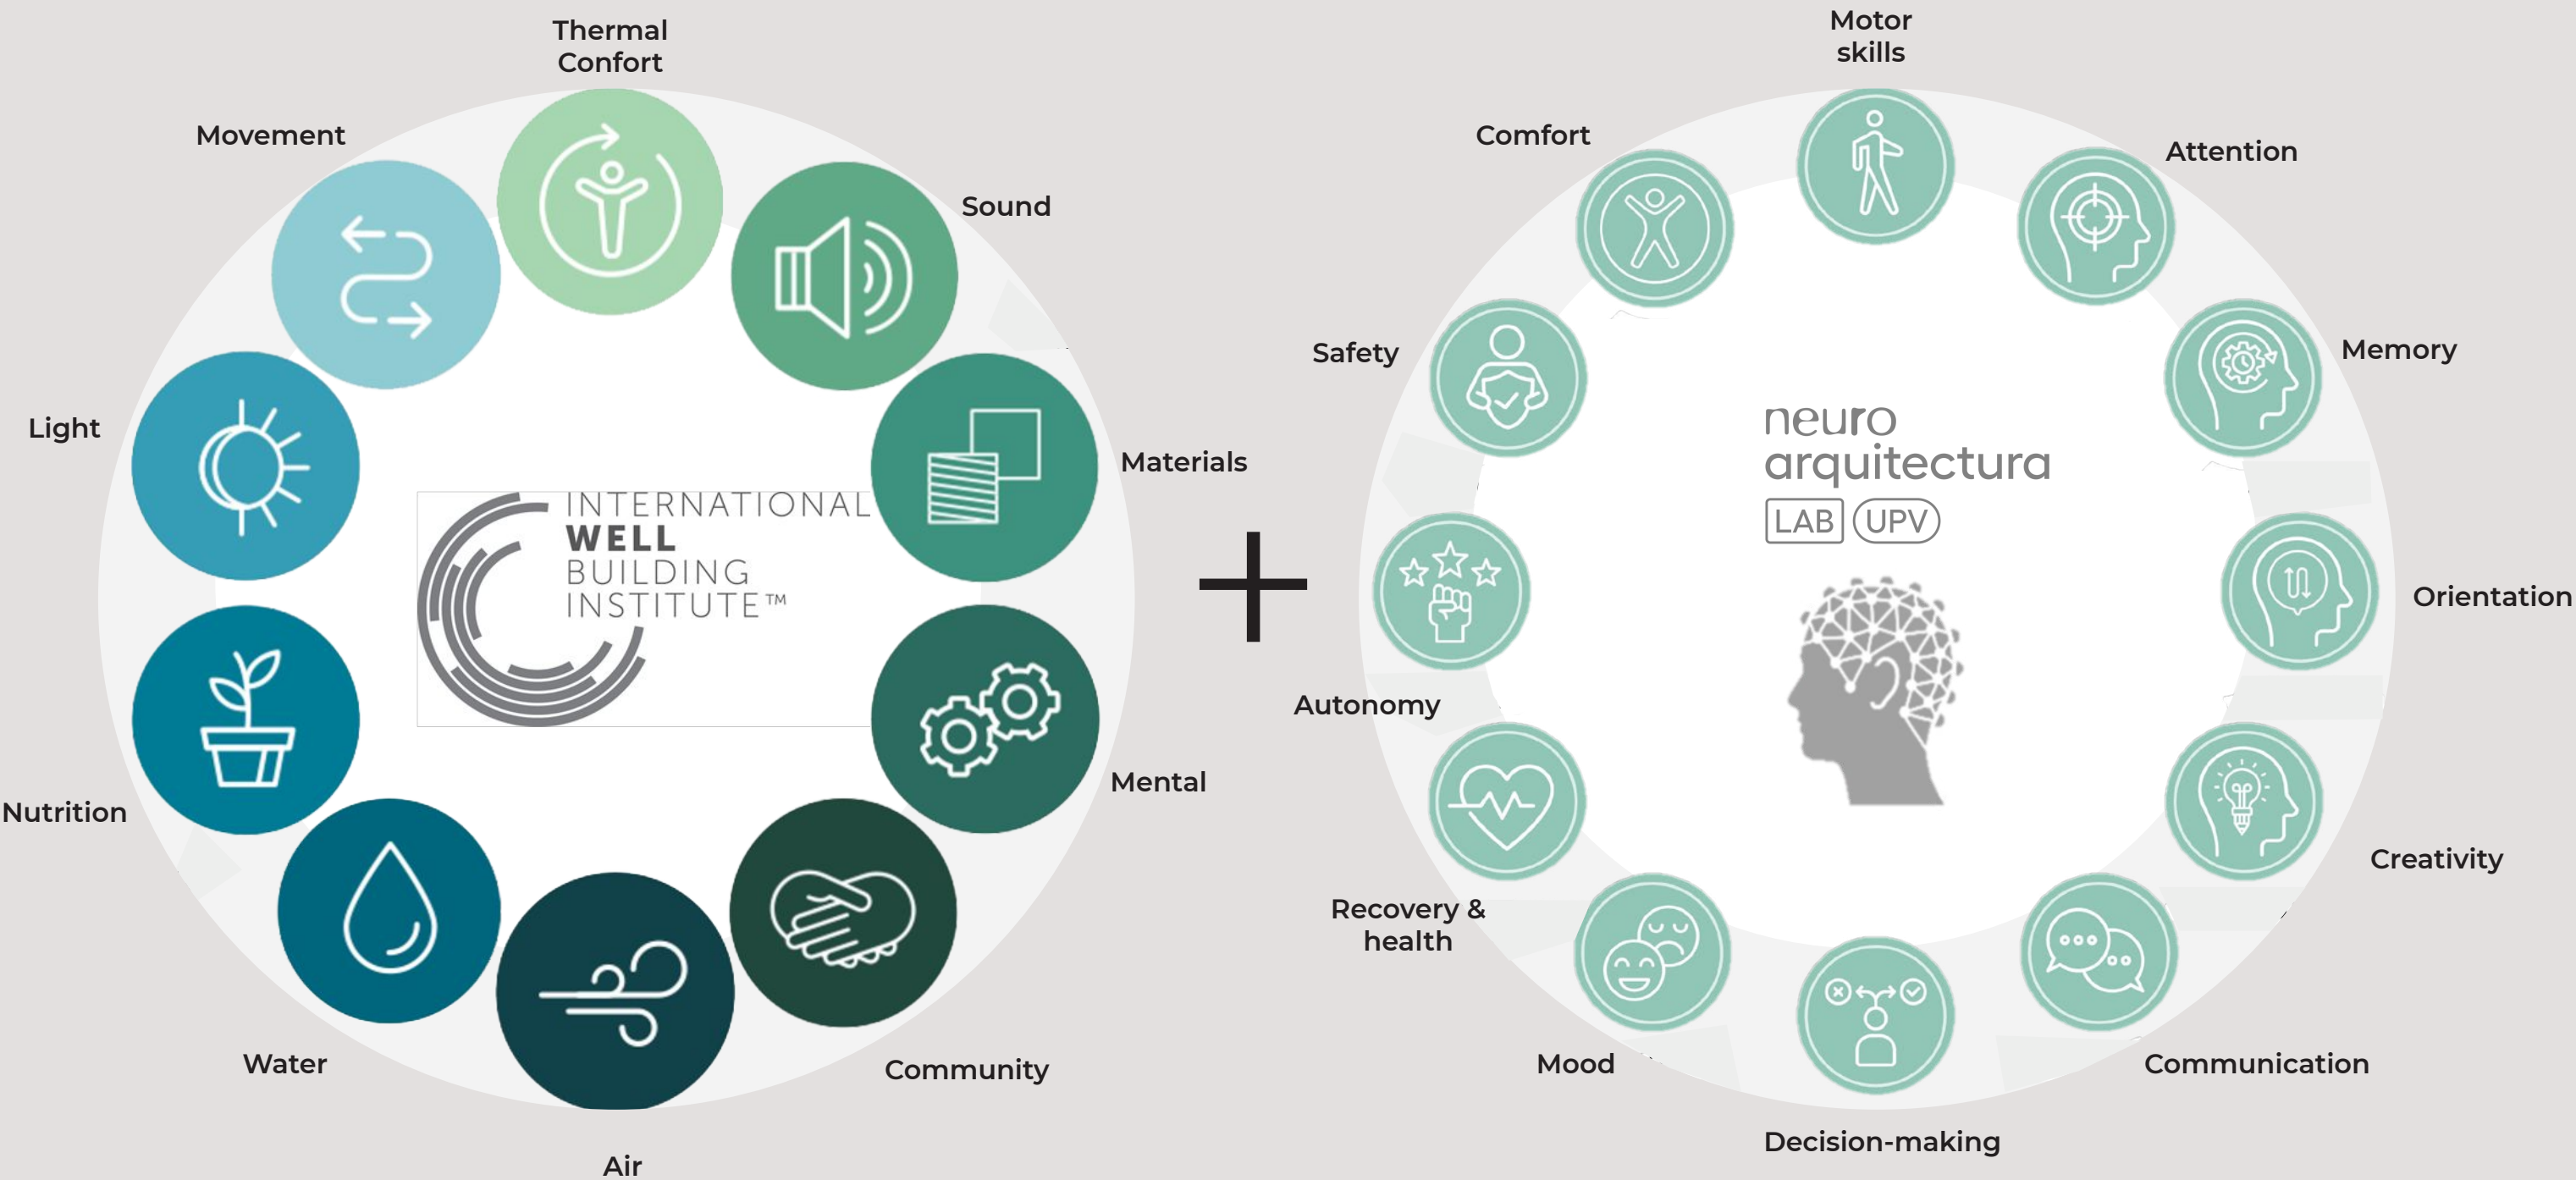 Thermal
Confort
Movement
Sound
Light
Materials
INTERNATIONAL
WELL
BUILDING
INSTITUTE™
Nutrition
Mental
Water
Community
Air
+
Motor
skills
Comfort
Attention
Safety
Memory
neuro
arquitectura
LAB UPV
Orientation
Autonomy
Creativity
Recovery &
health
Mood
Communication
Decision-making